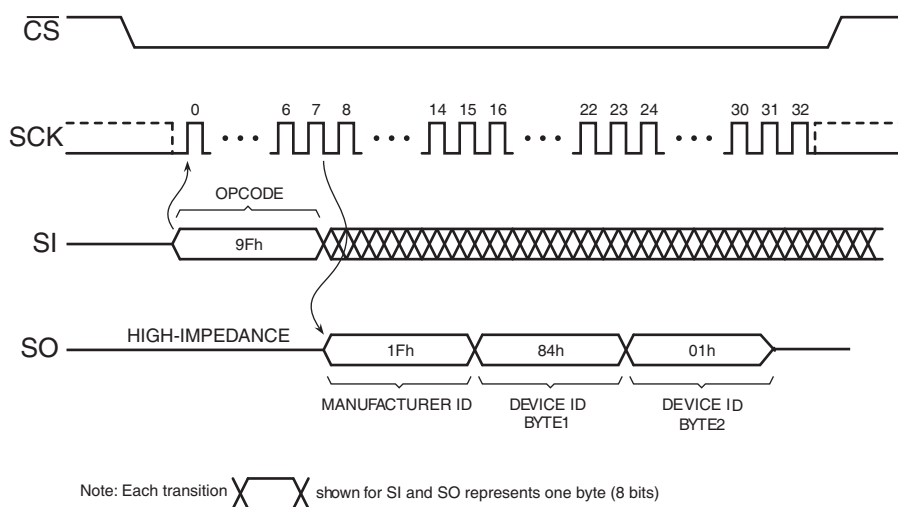 CS
SCK
0 6 7 8 14 15 16 22 23 24 30 31 32
OPCODE
SI
9Fh
HIGH-IMPEDANCE
SO
1Fh 84h 01h
MANUFACTURER ID
DEVICE ID
BYTE1
DEVICE ID
BYTE2
Note: Each transition shown for SI and SO represents one byte (8 bits)